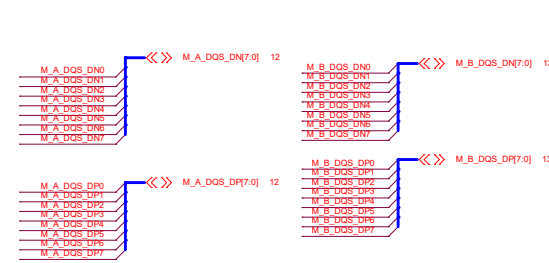 M_A_DQS_DN[7:0] 12
M_A_DQS_DN0
M_A_DQS_DN1
M_A_DQS_DN2
M_A_DQS_DN3
M_A_DQS_DN4
M_A_DQS_DN5
M_A_DQS_DN6
M_A_DQS_DN7
M_B_DQS_DN[7:0] 13
M_B_DQS_DN0
M_B_DQS_DN1
M_B_DQS_DN2
M_B_DQS_DN3
M_B_DQS_DN4
M_B_DQS_DN5
M_B_DQS_DN6
M_B_DQS_DN7
M_A_DQS_DP[7:0] 12
M_A_DQS_DP0
M_A_DQS_DP1
M_A_DQS_DP2
M_A_DQS_DP3
M_A_DQS_DP4
M_A_DQS_DP5
M_A_DQS_DP6
M_A_DQS_DP7
M_B_DQS_DP[7:0] 13
M_B_DQS_DP0
M_B_DQS_DP1
M_B_DQS_DP2
M_B_DQS_DP3
M_B_DQS_DP4
M_B_DQS_DP5
M_B_DQS_DP6
M_B_DQS_DP7